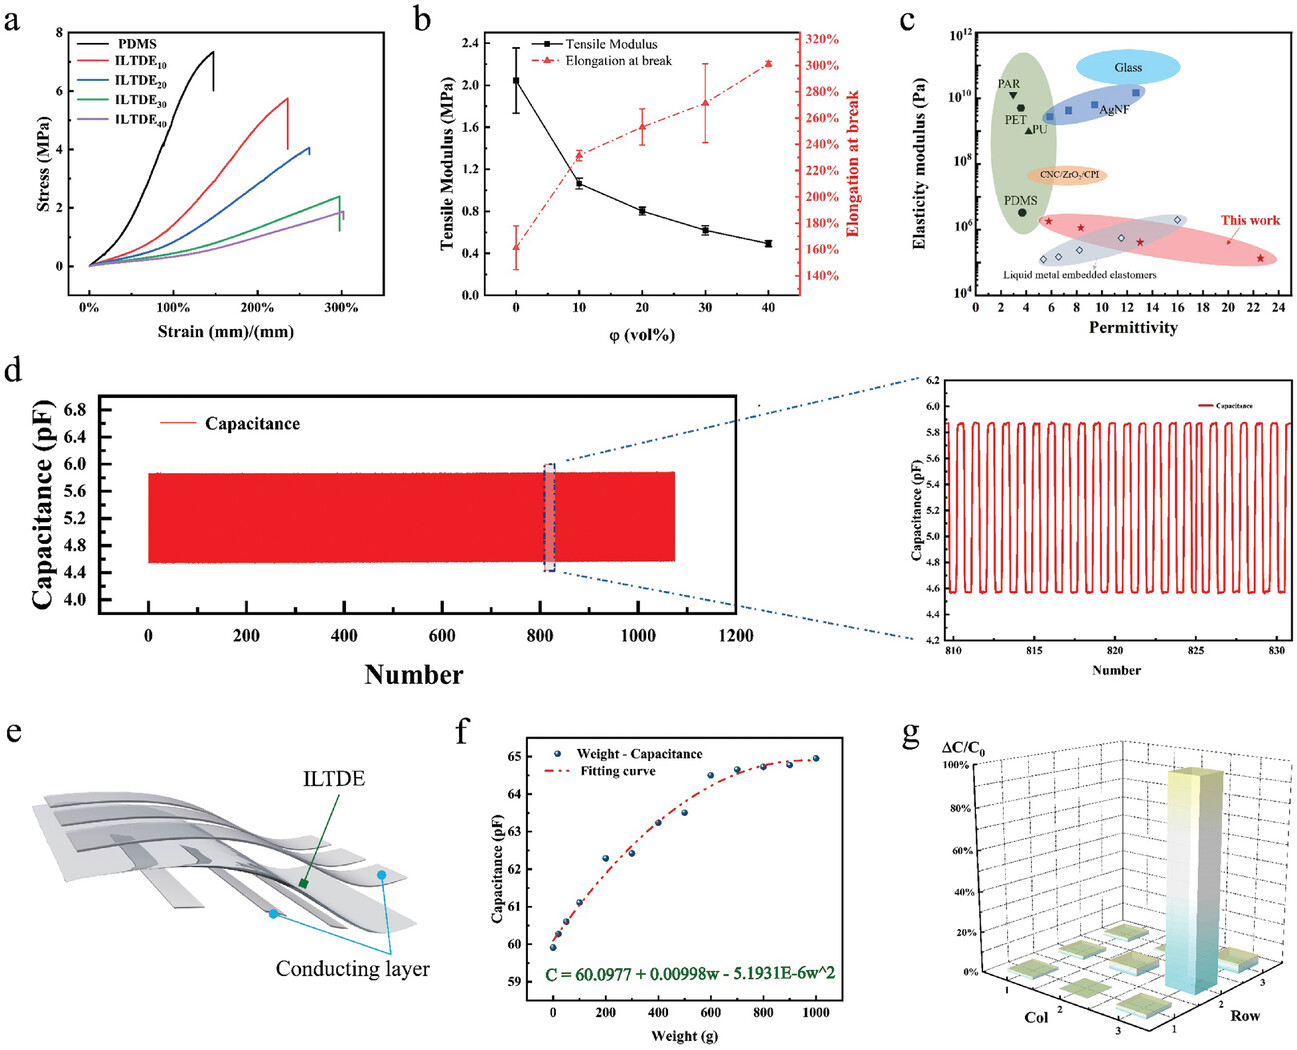 a
8
6
4
2
0
Stress (MPa)
PDMS
ILTDE10
ILTDE20
ILTDE30
ILTDE40
0%
100%
200%
300%
Strain (mm)/(mm)
b
2.4
2.0
1.6
1.2
0.8
0.4
0.0
Tensile Modulus (MPa)
Tensile Modulus
Elongation at break
320%
300%
280%
260%
240%
220%
200%
180%
160%
140%
Elongation at break
0
10
20
30
40
φ (vol%)
c
10^12
10^10
10^8
10^6
10^4
Elasticity modulus (Pa)
Glass
PAR
AgNF
PET
PU
CNC/ZrO2/CPI
PDMS
This work
Liquid metal embedded elastomers
0 2 4 6 8 10 12 14 16 18 20 22 24
Permittivity
d
6.8
6.4
6.0
5.6
5.2
4.8
4.4
4.0
Capacitance (pF)
Capacitance
0 200 400 600 800 1000 1200
Number
6.2
6.0
5.8
5.6
5.4
5.2
5.0
4.8
4.6
4.4
4.2
Capacitance (pF)
Capacitance
810 815 820 825 830
Number
e
ILTDE
Conducting layer
f
65
64
63
62
61
60
59
Capacitance (pF)
Weight - Capacitance
Fitting curve
C = 60.0977 + 0.00998w - 5.1931E-6w^2
0 200 400 600 800 1000
Weight (g)
g
ΔC/C0
100%
80%
60%
40%
20%
0%
1
2
3
Col
1
2
3
Row